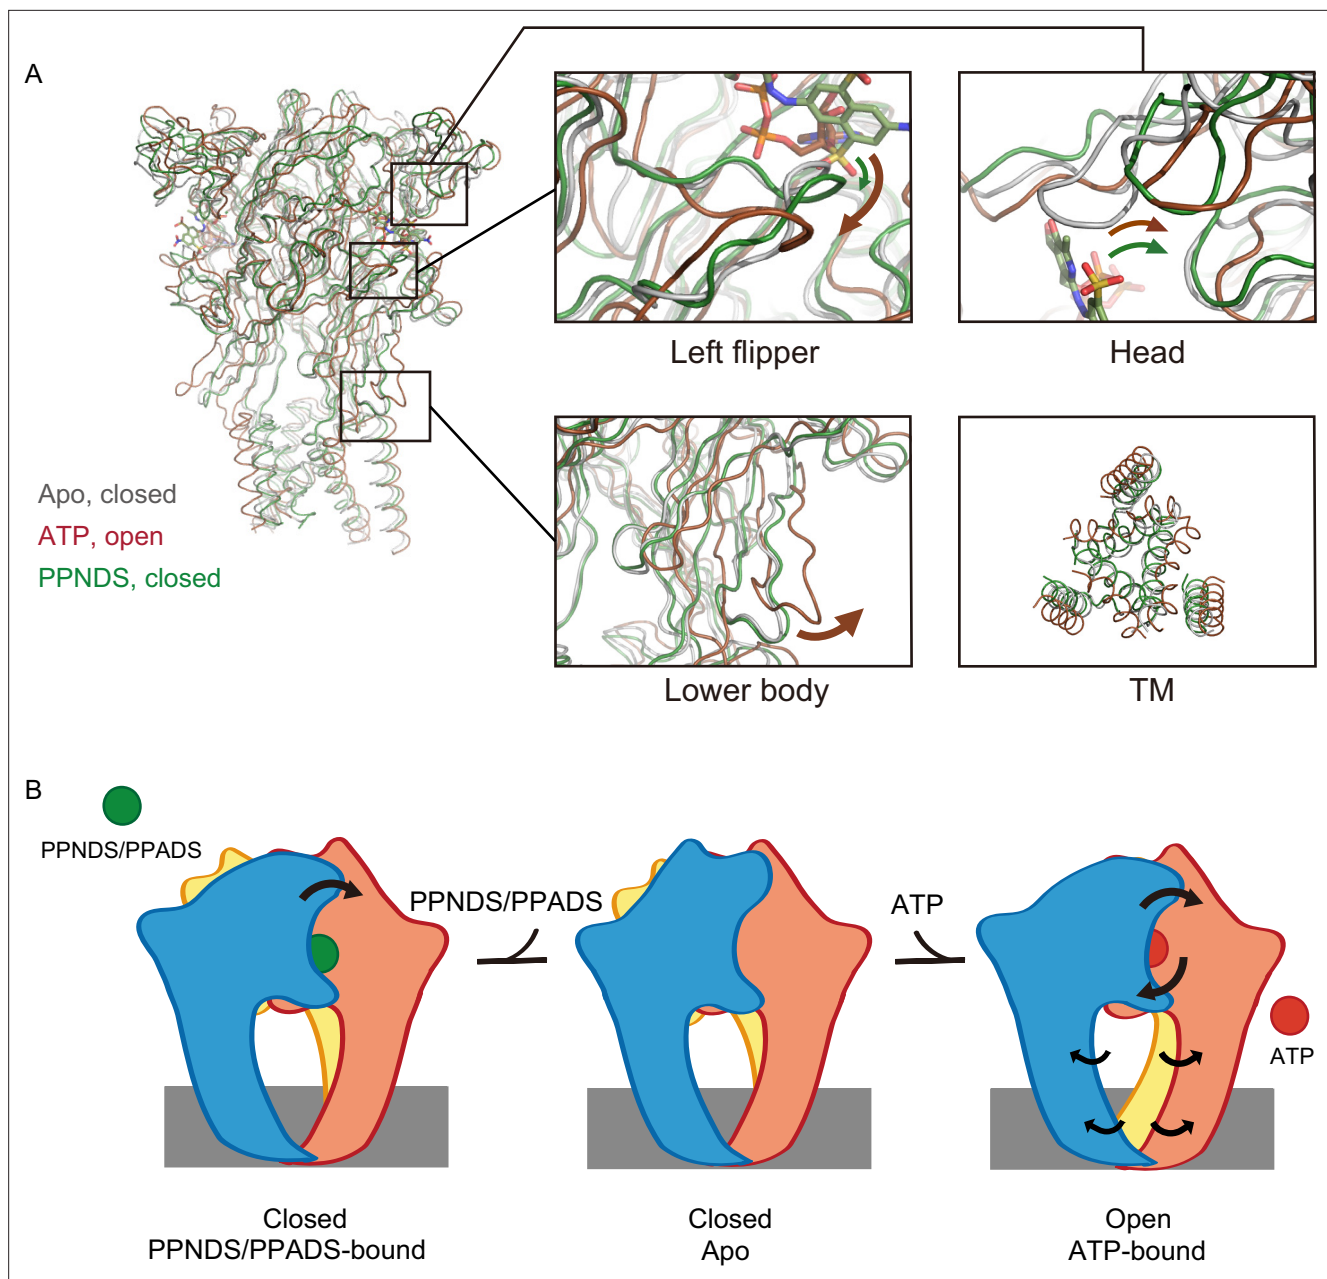 A
Left flipper
Head
Apo, closed
ATP, open
PPNDS, closed
Lower body
TM
B
PPNDS/PPADS
PPNDS/PPADS
ATP
ATP
Closed
PPNDS/PPADS-bound
Closed
Apo
Open
ATP-bound